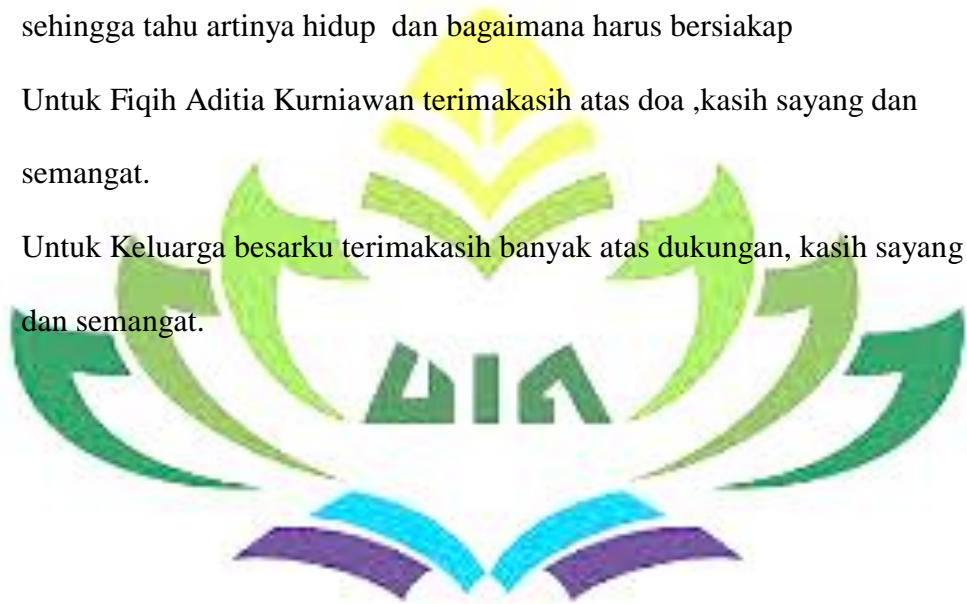 sehingga tahu artinya hidup  dan bagaimana harus bersiakap
Untuk Fiqih Aditia Kurniawan terimakasih atas doa ,kasih sayang dan
semangat.
Untuk Keluarga besarku terimakasih banyak atas dukungan, kasih sayang
dan semangat.